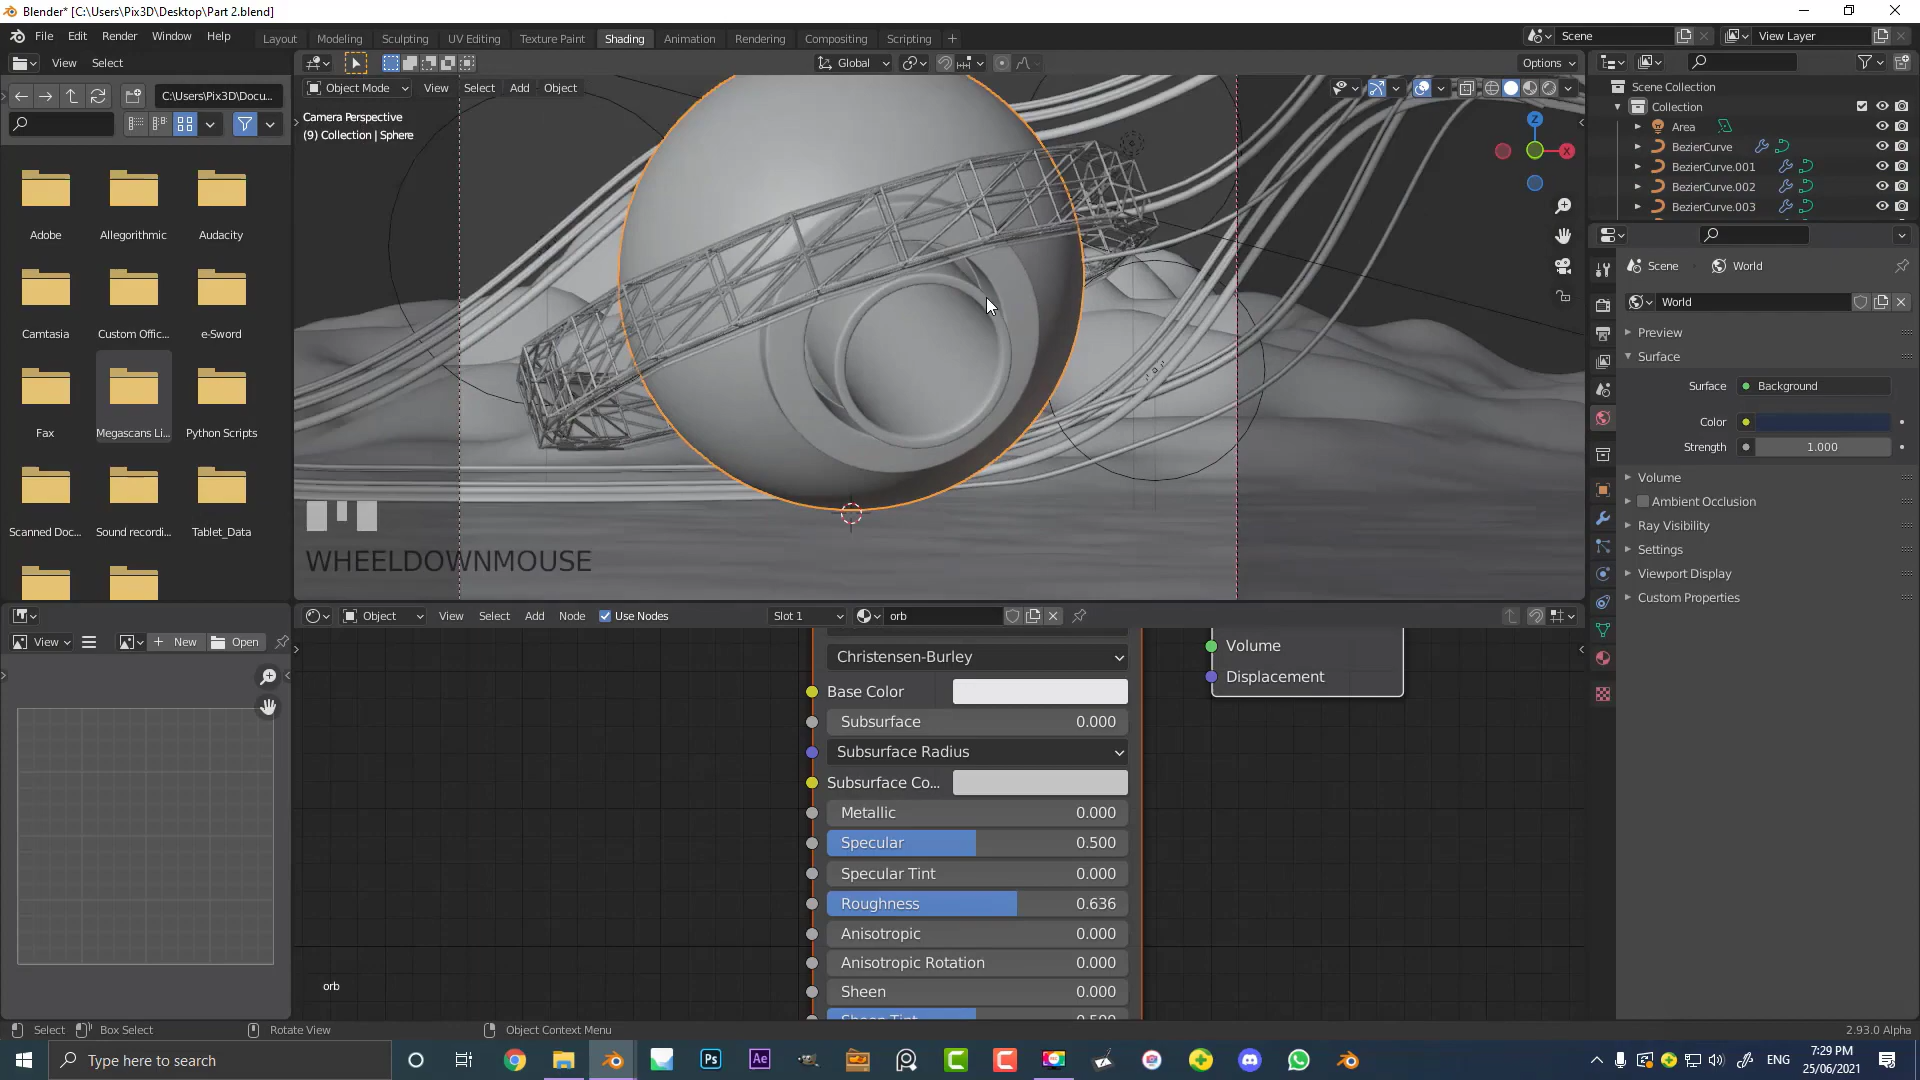 Blender* [C:\Users\Pix3D\Desktop\Part 2.blend]
File Edit Render Window Help
Layout Modeling Sculpting UV Editing Texture Paint Shading Animation Rendering Compositing Scripting
Scene View Layer
View Select
Global
Options
C:\Users\Pix3D\Docu...
Object Mode View Select Add Object
Camera Perspective
(9) Collection | Sphere
Z
X
Scene Collection
Collection
Area
BezierCurve
BezierCurve.001
BezierCurve.002
BezierCurve.003
Adobe Allegorithmic Audacity
Camtasia Custom Offic... e-Sword
Fax Megascans Li... Python Scripts
Scanned Doc... Sound recordi... Tablet_Data
WHEELDOWNMOUSE
Scene World
World
Preview
Surface
Surface Background
Color
Strength 1.000
Volume
Ambient Occlusion
Ray Visibility
Settings
Viewport Display
Custom Properties
View New Open
Object View Select Add Node Use Nodes Slot 1 orb
Christensen-Burley
Base Color
Subsurface 0.000
Subsurface Radius
Subsurface Co...
Metallic 0.000
Specular 0.500
Specular Tint 0.000
Roughness 0.636
Anisotropic 0.000
Anisotropic Rotation 0.000
Sheen 0.000
Sheen Tint 0.500
Volume
Displacement
orb
Select Box Select Rotate View Object Context Menu
2.93.0 Alpha
Type here to search
Ps
Ae
ENG
7:29 PM
25/06/2021